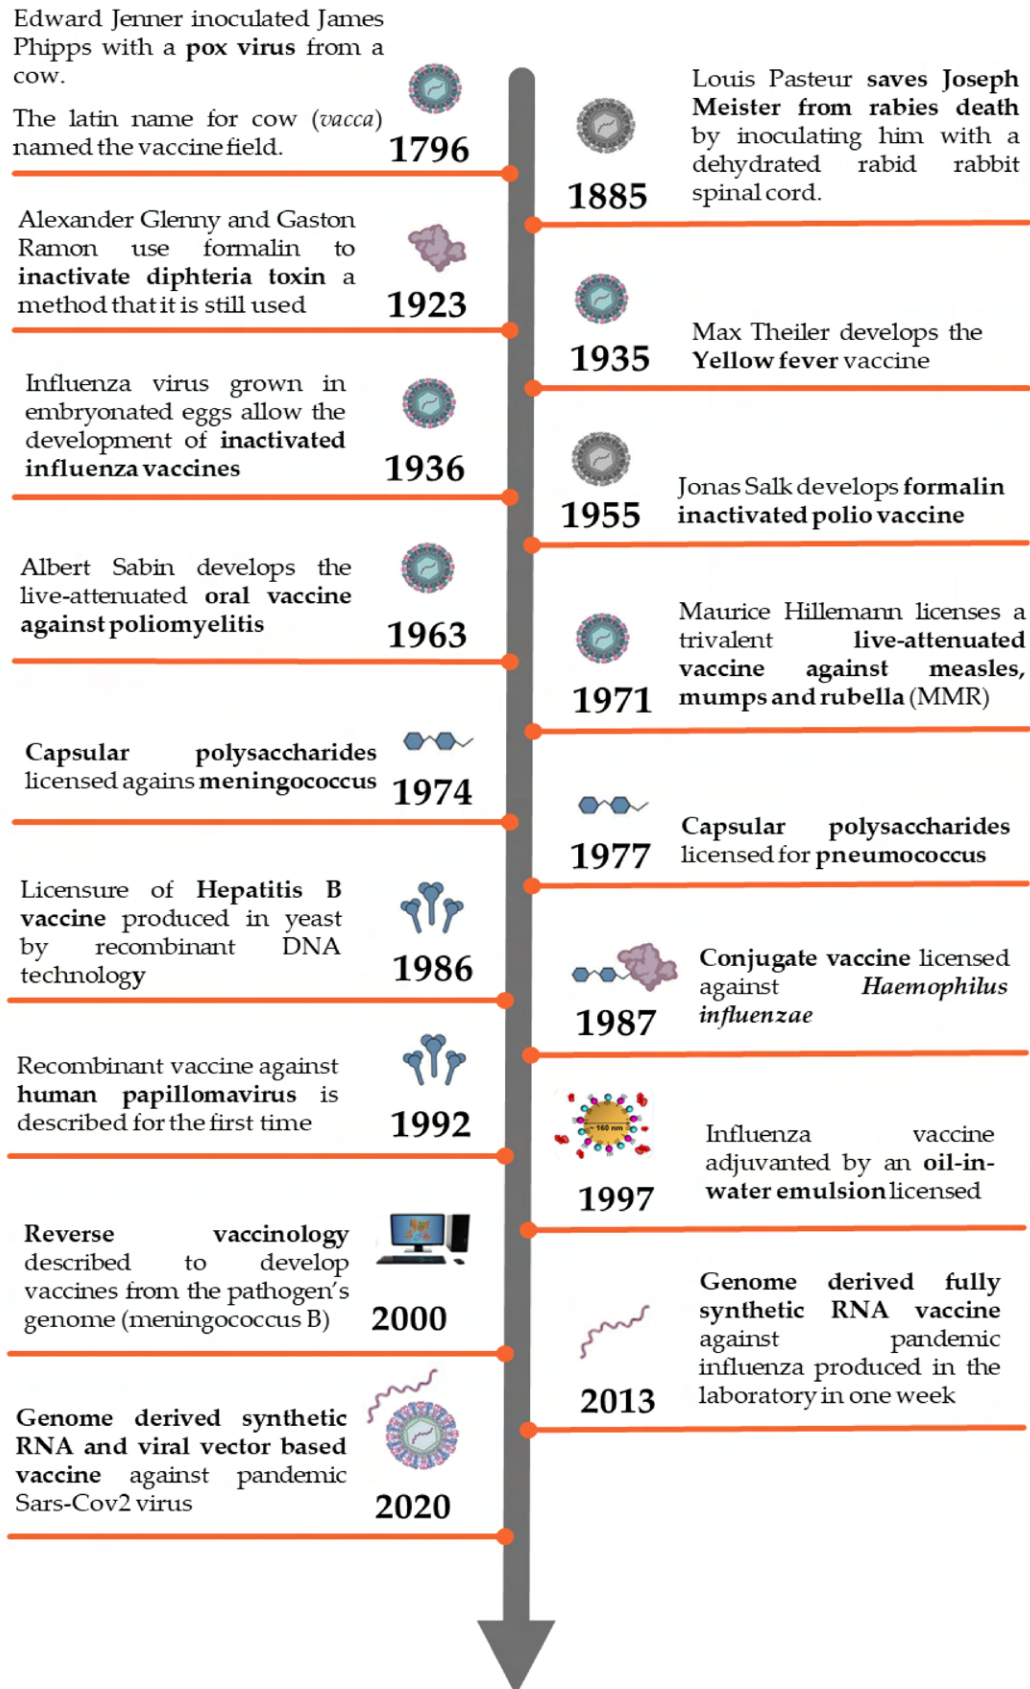 Edward Jenner inoculated James
Phipps with a pox virus from a
cow.
The latin name for cow (vacca)
named the vaccine field.
1796
Louis Pasteur saves Joseph
Meister from rabies death
by inoculating him with a
dehydrated rabid rabbit
spinal cord.
1885
Alexander Glenny and Gaston
Ramon use formalin to
inactivate diphteria toxin a
method that it is still used
1923
Max Theiler develops the
Yellow fever vaccine
1935
Influenza virus grown in
embryonated eggs allow the
development of inactivated
influenza vaccines
1936
Jonas Salk develops formalin
inactivated polio vaccine
1955
Albert Sabin develops the
live-attenuated oral vaccine
against poliomyelitis
1963
Maurice Hillemann licenses a
trivalent live-attenuated
vaccine against measles,
mumps and rubella (MMR)
1971
Capsular polysaccharides
licensed agains meningococcus
1974
Capsular polysaccharides
licensed for pneumococcus
1977
Licensure of Hepatitis B
vaccine produced in yeast
by recombinant DNA
technology
1986
Conjugate vaccine licensed
against Haemophilus
influenzae
1987
Recombinant vaccine against
human papillomavirus is
described for the first time
1992
~ 160 nm
Influenza vaccine
adjuvanted by an oil-in-
water emulsion licensed
1997
Reverse vaccinology
described to develop
vaccines from the pathogen's
genome (meningococcus B)
2000
Genome derived fully
synthetic RNA vaccine
against pandemic
influenza produced in the
laboratory in one week
2013
Genome derived synthetic
RNA and viral vector based
vaccine against pandemic
Sars-Cov2 virus
2020